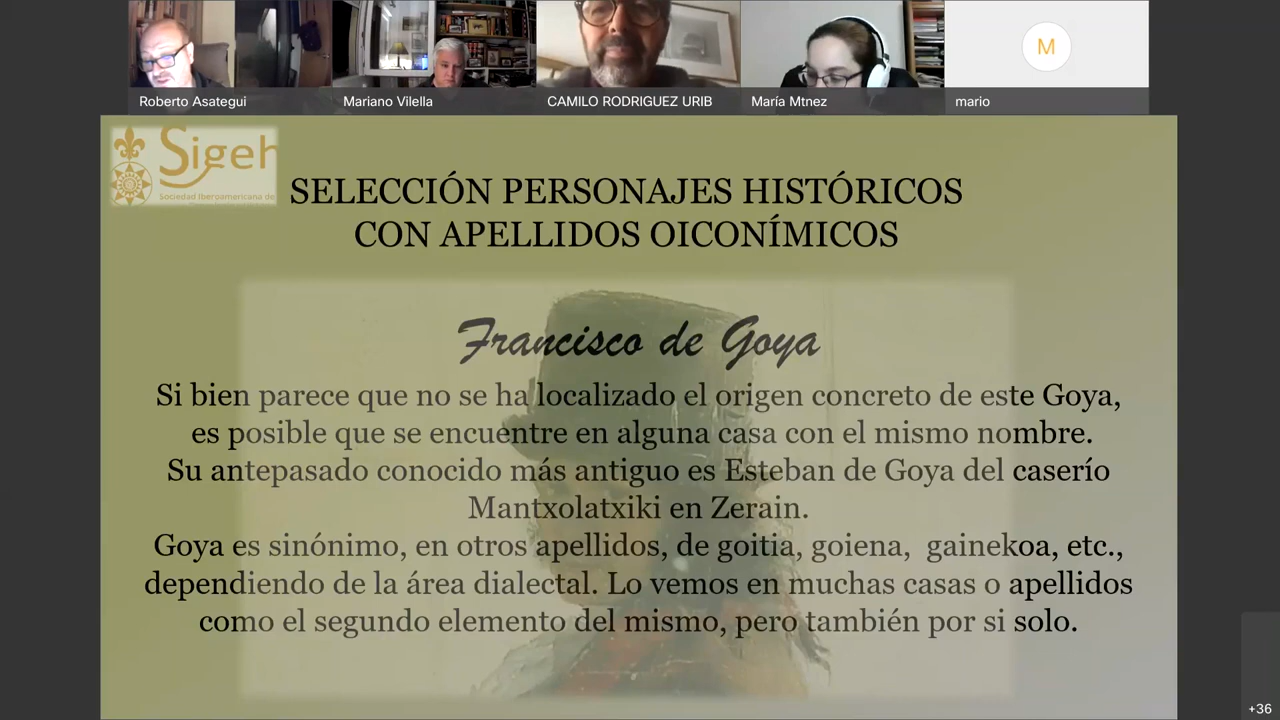 Roberto Asategui
Mariano Vilella
CAMILO RODRIGUEZ URIB
María Mtnez
M
mario
Sigeh
Sociedad Iberoamericana de
SELECCIÓN PERSONAJES HISTÓRICOS
CON APELLIDOS OICONÍMICOS
Francisco de Goya
Si bien parece que no se ha localizado el origen concreto de este Goya,
es posible que se encuentre en alguna casa con el mismo nombre.
Su antepasado conocido más antiguo es Esteban de Goya del caserío
Mantxolatxiki en Zerain.
Goya es sinónimo, en otros apellidos, de goitia, goiena, gainekoa, etc.,
dependiendo de la área dialectal. Lo vemos en muchas casas o apellidos
como el segundo elemento del mismo, pero también por si solo.
+36